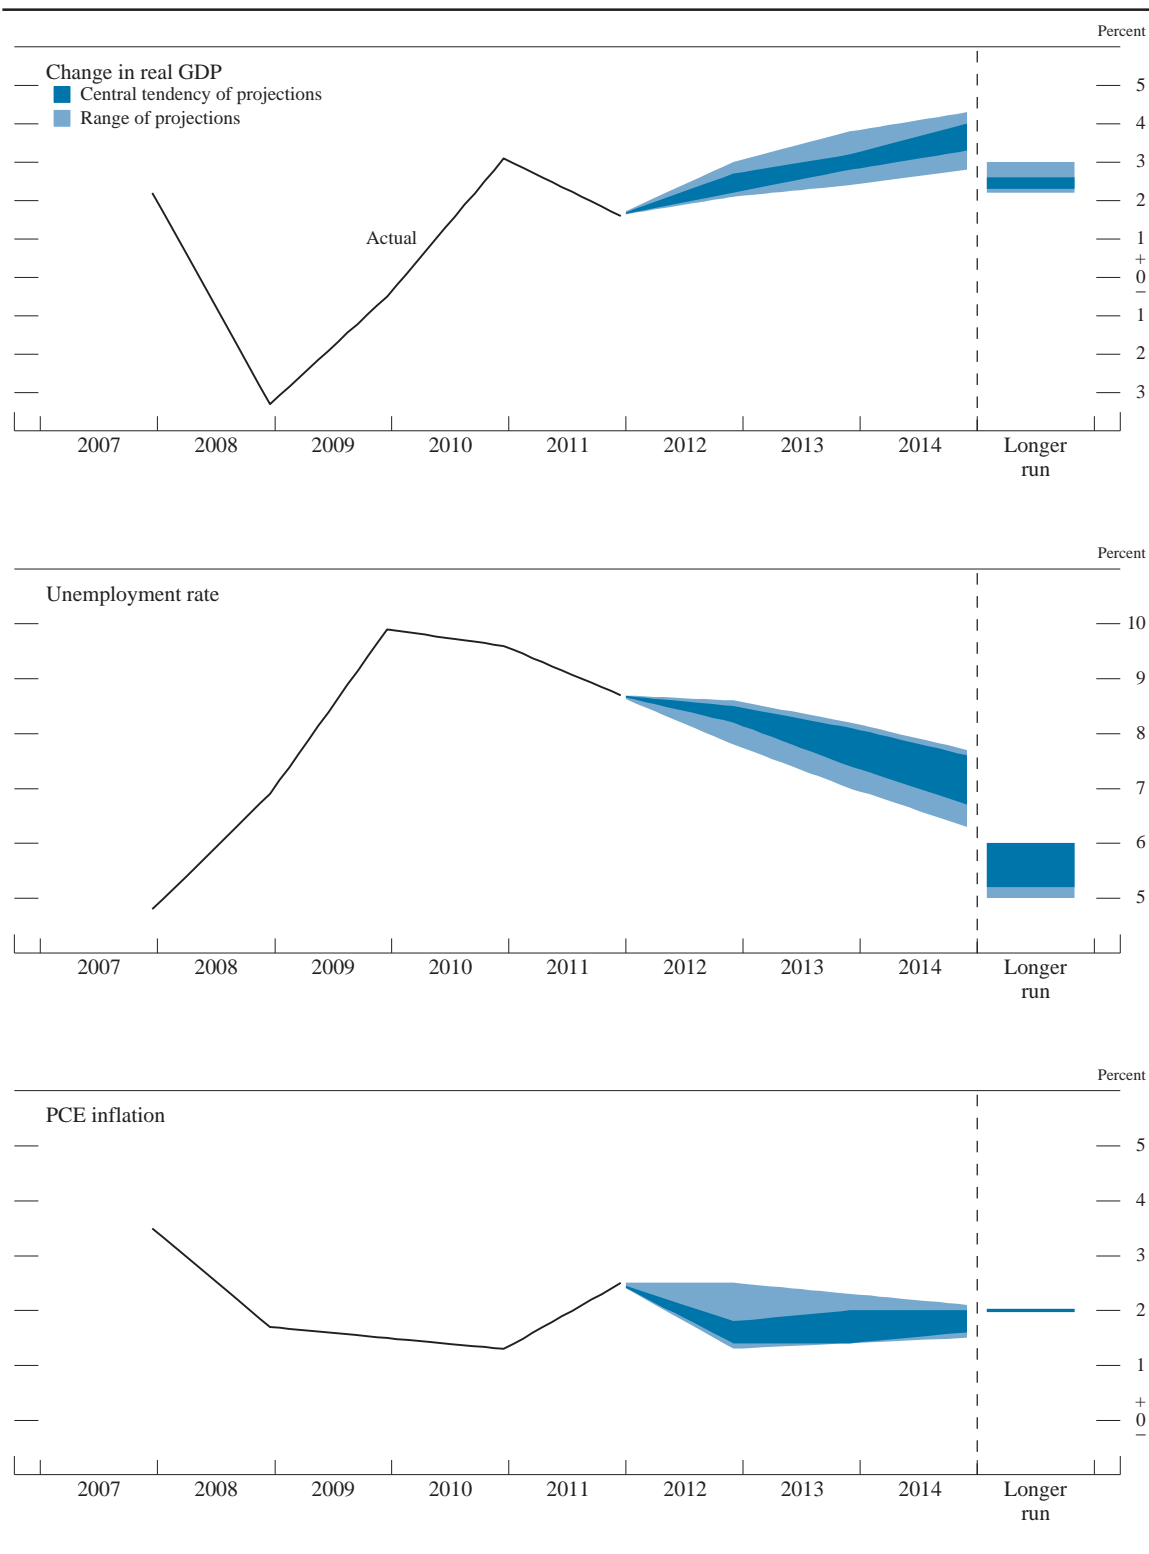 Percent
Change in real GDP
Central tendency of projections
Range of projections
Actual
5
4
3
2
1
+
0
−
1
2
3
2007 2008 2009 2010 2011 2012 2013 2014 Longer
run
Percent
Unemployment rate
10
9
8
7
6
5
2007 2008 2009 2010 2011 2012 2013 2014 Longer
run
Percent
PCE inflation
5
4
3
2
1
+
0
−
2007 2008 2009 2010 2011 2012 2013 2014 Longer
run